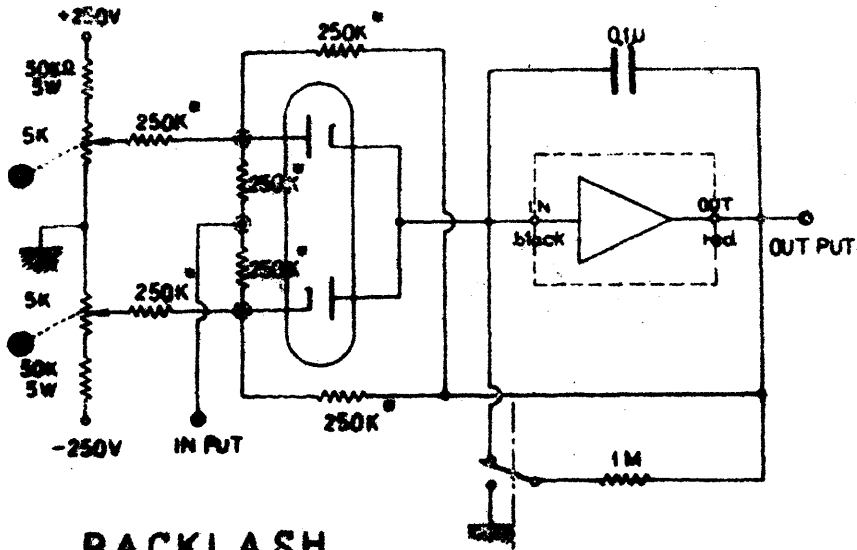 +250V
250K*
0,1μ
50KΩ
5W
250K*
5K
250K*
IN
OUT
black
red
OUT PUT
250K*
5K
250K*
50K
5W
250K*
-250V
IN PUT
1M
BACKLASH